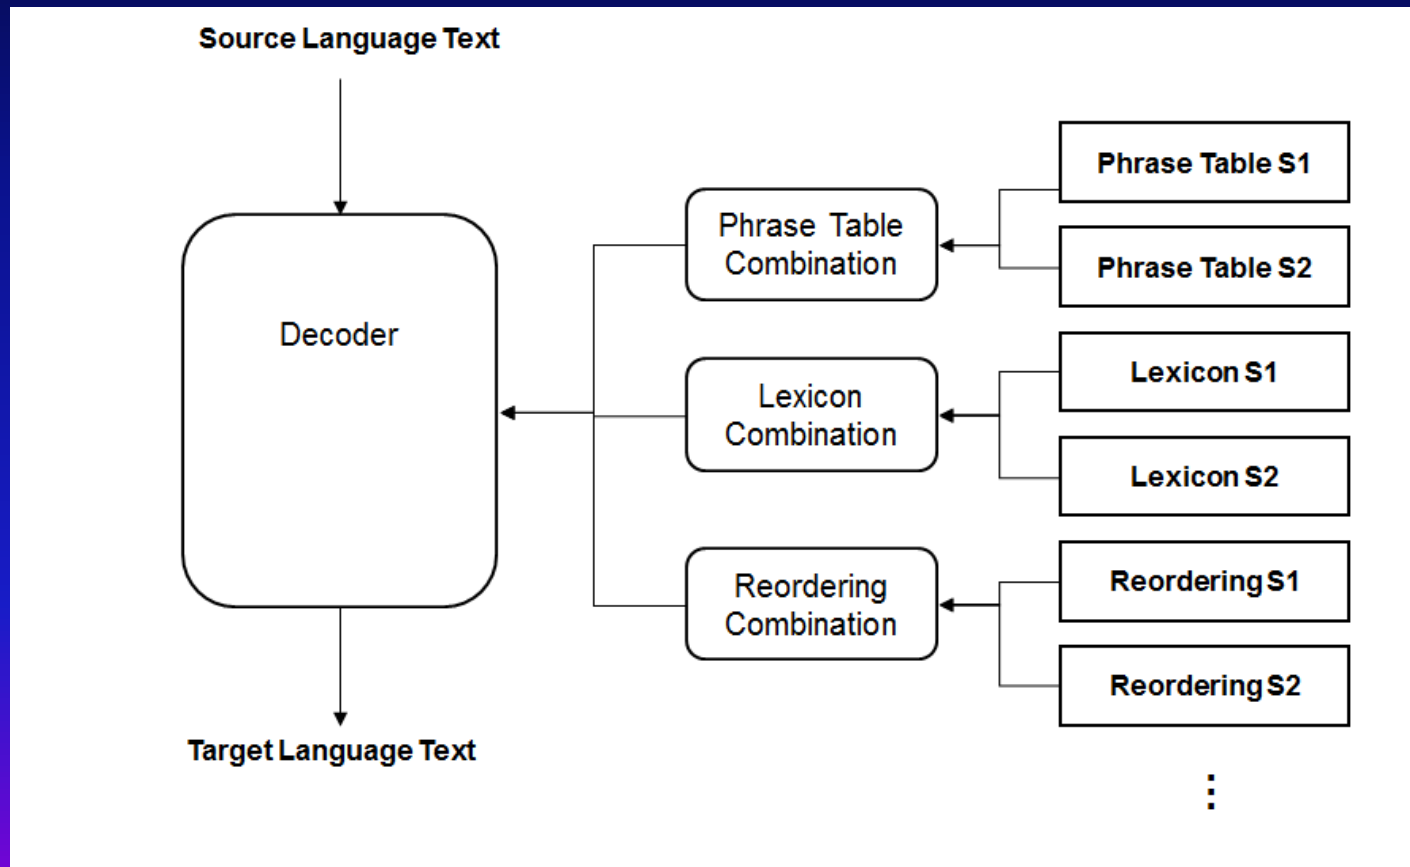 Source Language Text
Phrase Table S1
Phrase Table
Combination
Phrase Table S2
Decoder
Lexicon S1
Lexicon
Combination
Lexicon S2
Reordering S1
Reordering
Combination
Reordering S2
Target Language Text
⋮